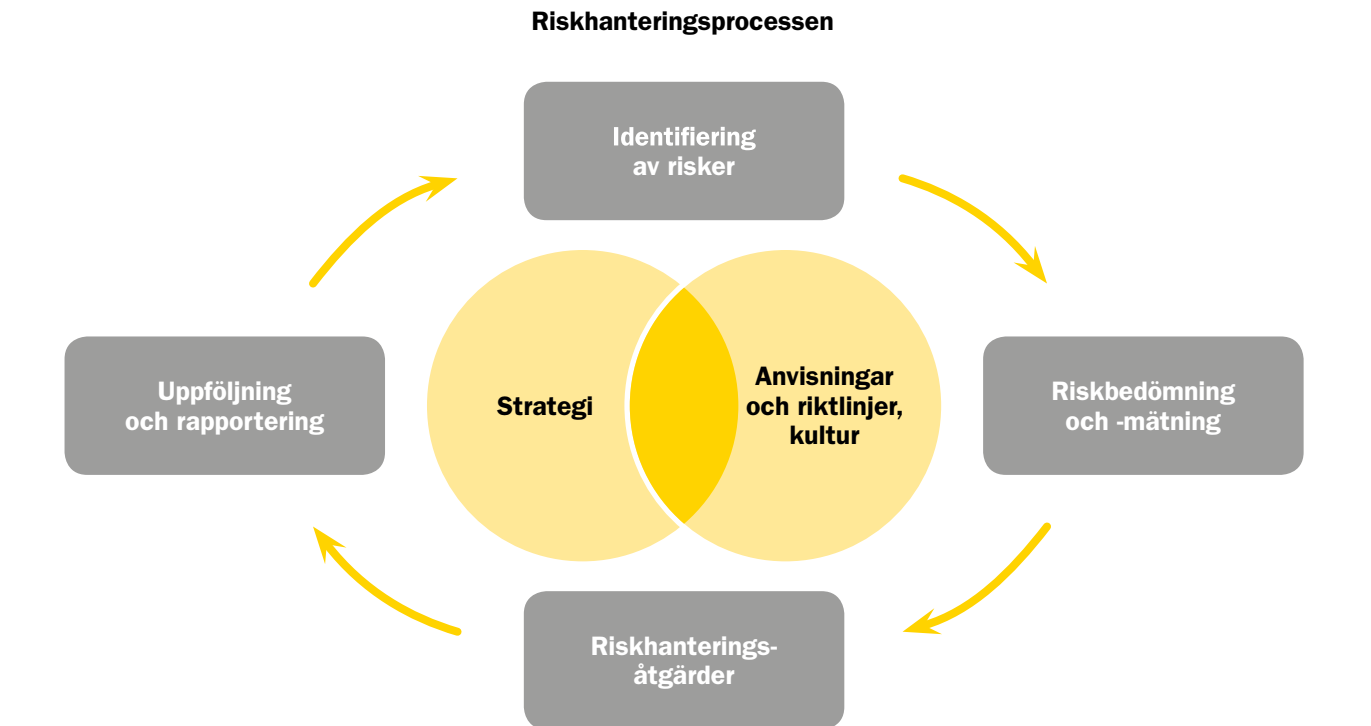 Riskhanteringsprocessen
Identifiering
av risker
Uppföljning
och rapportering
Strategi
Anvisningar
och riktlinjer,
kultur
Riskbedömning
och -mätning
Riskhanterings-
åtgärder